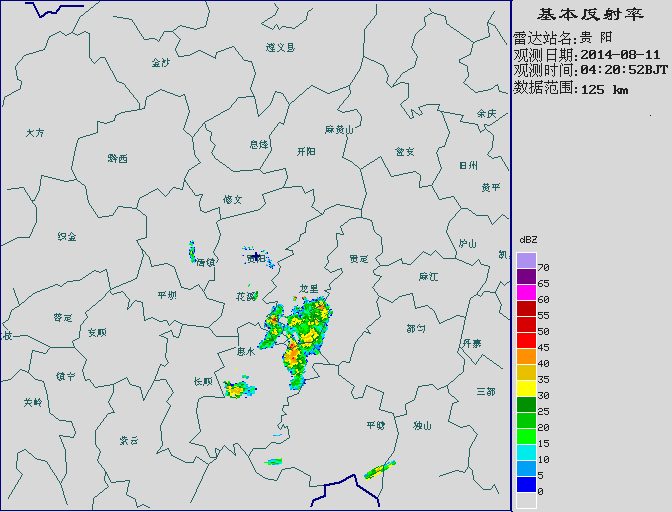 基本反射率
雷达站名:贵 阳
观测日期:2014-08-11
观测时间:04:20:52BJT
数据范围:125 km
遵义县
金沙
余庆
大方
麻黄山
息烽
开阳
瓮安
黔西
旧州
黄平
修文
织金
炉山
贵定
清镇
贵阳
凯
麻江
平坝
花溪
龙里
普定
安顺
都匀
丹寨
枝
惠水
镇宁
长顺
三都
关岭
平塘
独山
紫云
dBZ
70
65
60
55
50
45
40
35
30
25
20
15
10
5
0